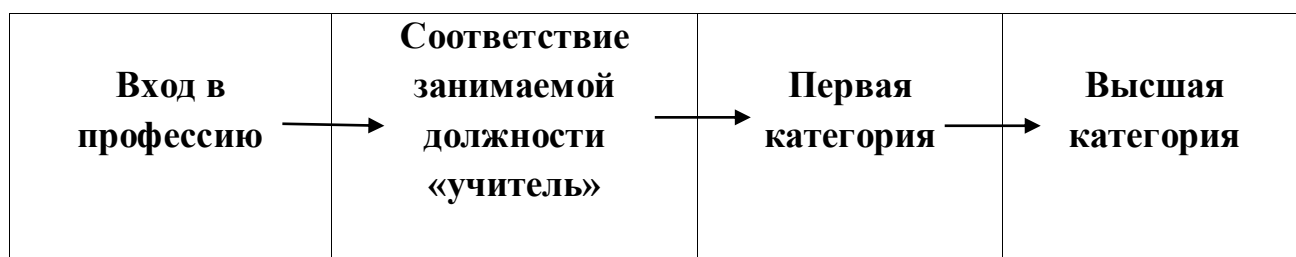 Вход в
профессию
Соответствие
занимаемой
должности
«учитель»
Первая
категория
Высшая
категория